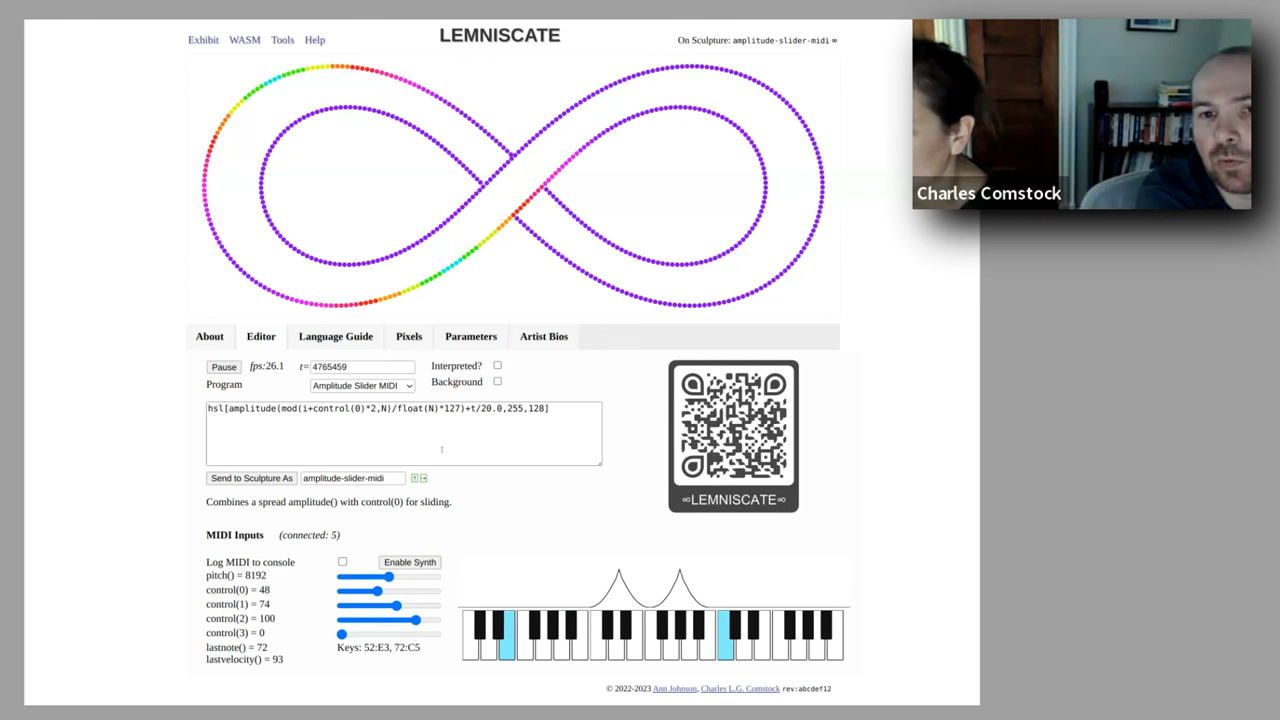 Exhibit WASM Tools Help
LEMNISCATE
On Sculpture: amplitude-slider-midi ∞
Charles Comstock
About Editor Language Guide Pixels Parameters Artist Bios
Pause fps:26.1 t= 4765459 Interpreted?
Program Amplitude Slider MIDI Background
hsl[amplitude(mod(i+control(0)*2,N)/float(N)*127)+t/20.0,255,128]
Send to Sculpture As amplitude-slider-midi
∞LEMNISCATE∞
Combines a spread amplitude() with control(0) for sliding.
MIDI Inputs (connected: 5)
Log MIDI to console Enable Synth
pitch() = 8192
control(0) = 48
control(1) = 74
control(2) = 100
control(3) = 0
lastnote() = 72 Keys: 52:E3, 72:C5
lastvelocity() = 93
© 2022-2023 Ann Johnson, Charles L.G. Comstock rev:abcdef12